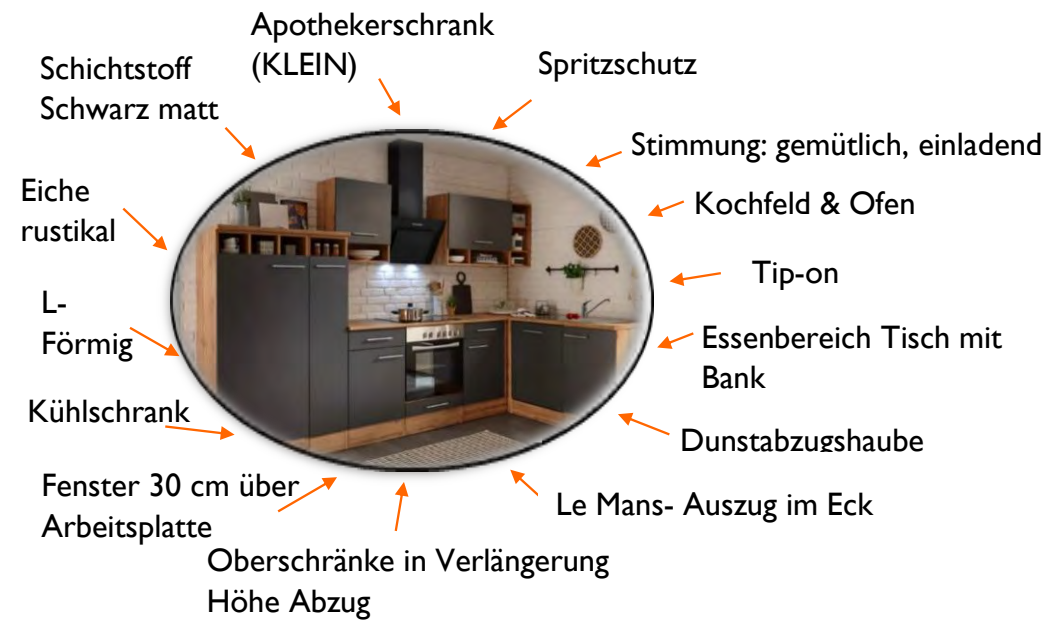 Apothekerschrank
(KLEIN)
Spritzschutz
Schichtstoff
Schwarz matt
Stimmung: gemütlich, einladend
Eiche
rustikal
Kochfeld & Ofen
Tip-on
L-
Förmig
Essenbereich Tisch mit
Bank
Kühlschrank
Dunstabzugshaube
Fenster 30 cm über
Arbeitsplatte
Le Mans- Auszug im Eck
Oberschränke in Verlängerung
Höhe Abzug